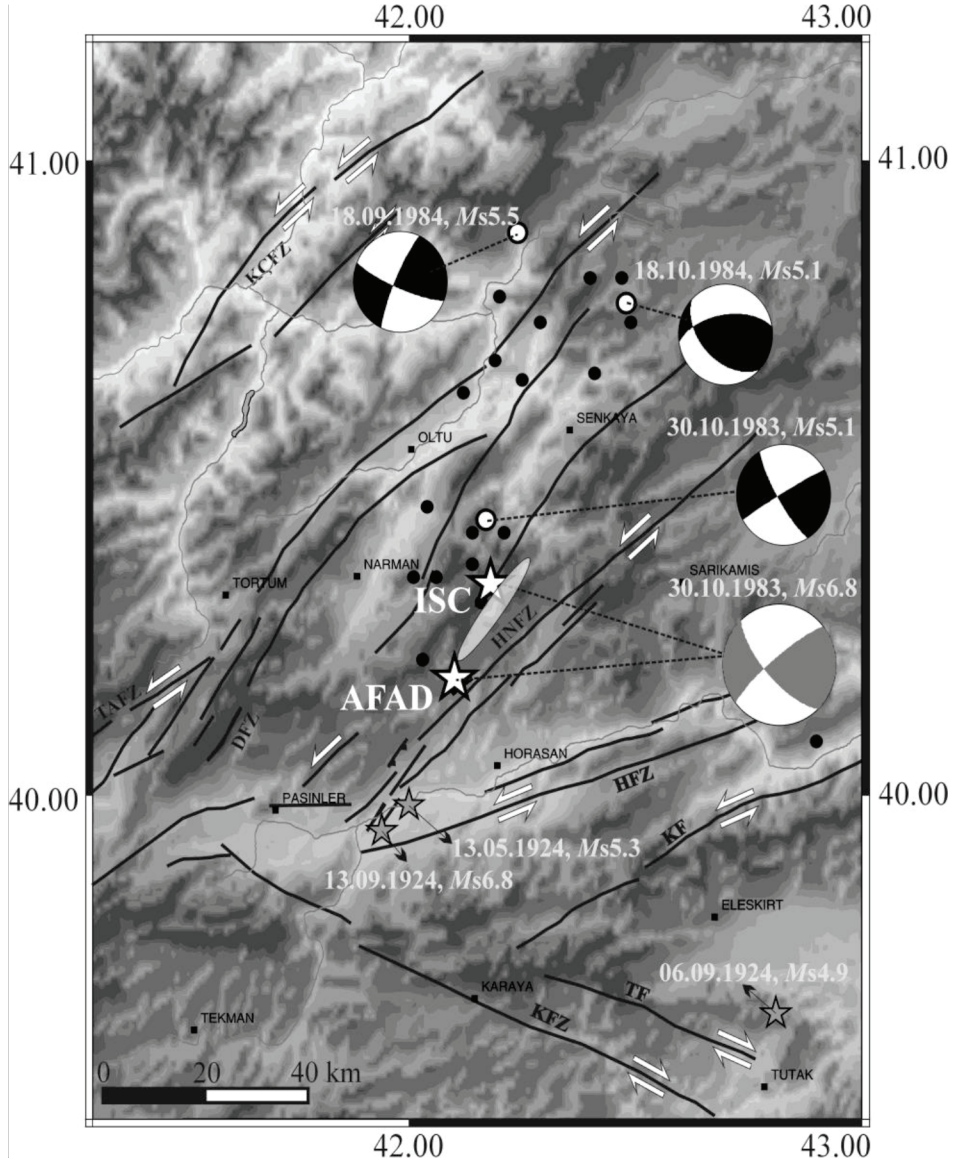 42.00 43.00
41.00 41.00
18.09.1984, Ms5.5
KÇFZ
18.10.1984, Ms5.1
SENKAYA
30.10.1983, Ms5.1
OLTU
NARMAN
SARIKAMIS
TORTUM
30.10.1983, Ms6.8
ISC
HNFZ
AFAD
TAFZ
DFZ
HORASAN
HFZ
PASINLER
40.00 40.00
KF
13.05.1924, Ms5.3
13.09.1924, Ms6.8
ELESKIRT
06.09.1924, Ms4.9
KARAYA
TF
KFZ
TEKMAN
TUTAK
0 20 40 km
42.00 43.00